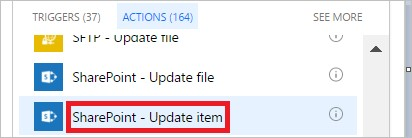 TRIGGERS (37) ACTIONS (164) SEE MORE
SFTP - Update file
SharePoint - Update file
SharePoint - Update item